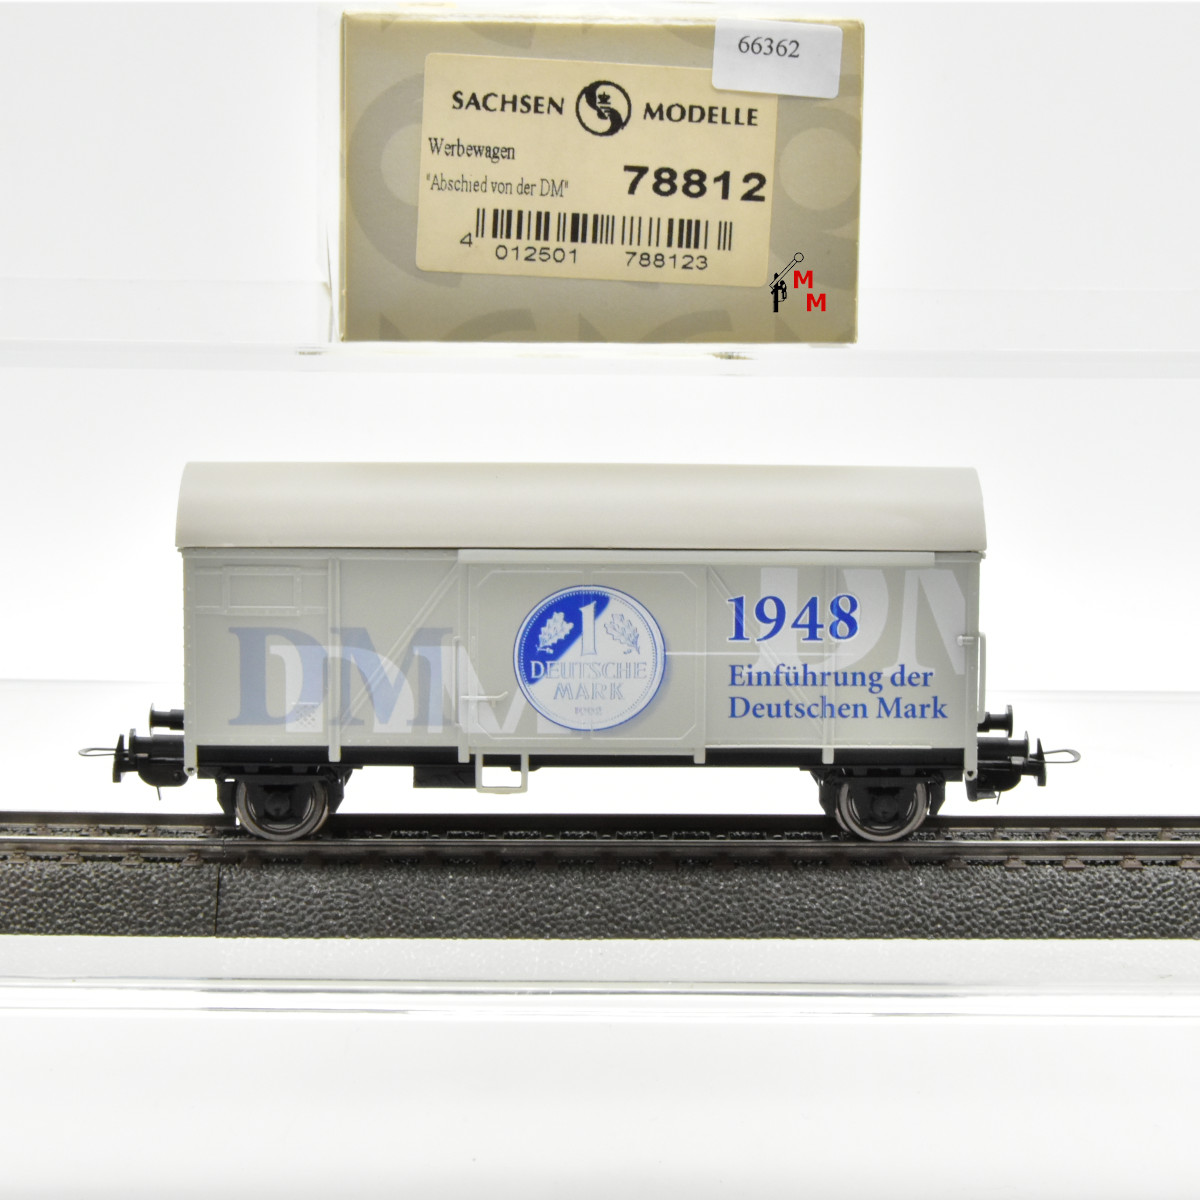 66362
SACHSEN MODELLE
Werbewagen
"Abschied von der DM"
78812
4 012501 788123
M
M
DM
DM
DM
1
DEUTSCHE
MARK
1948
Einführung der
Deutschen Mark